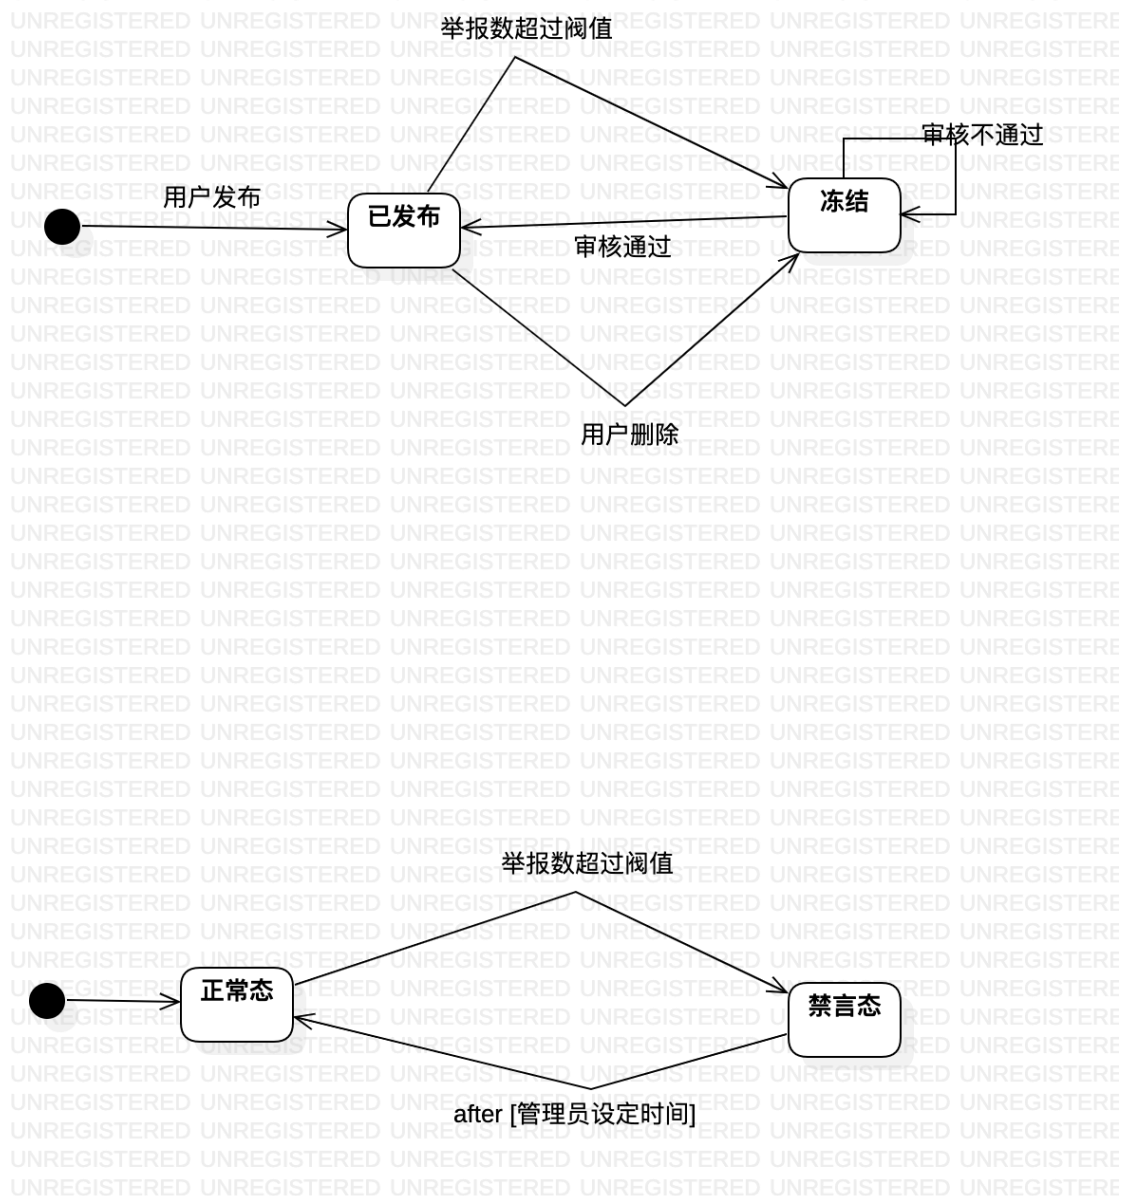 举报数超过阀值
审核不通过
用户发布
已发布
冻结
审核通过
用户删除
举报数超过阀值
正常态
禁言态
after [管理员设定时间]